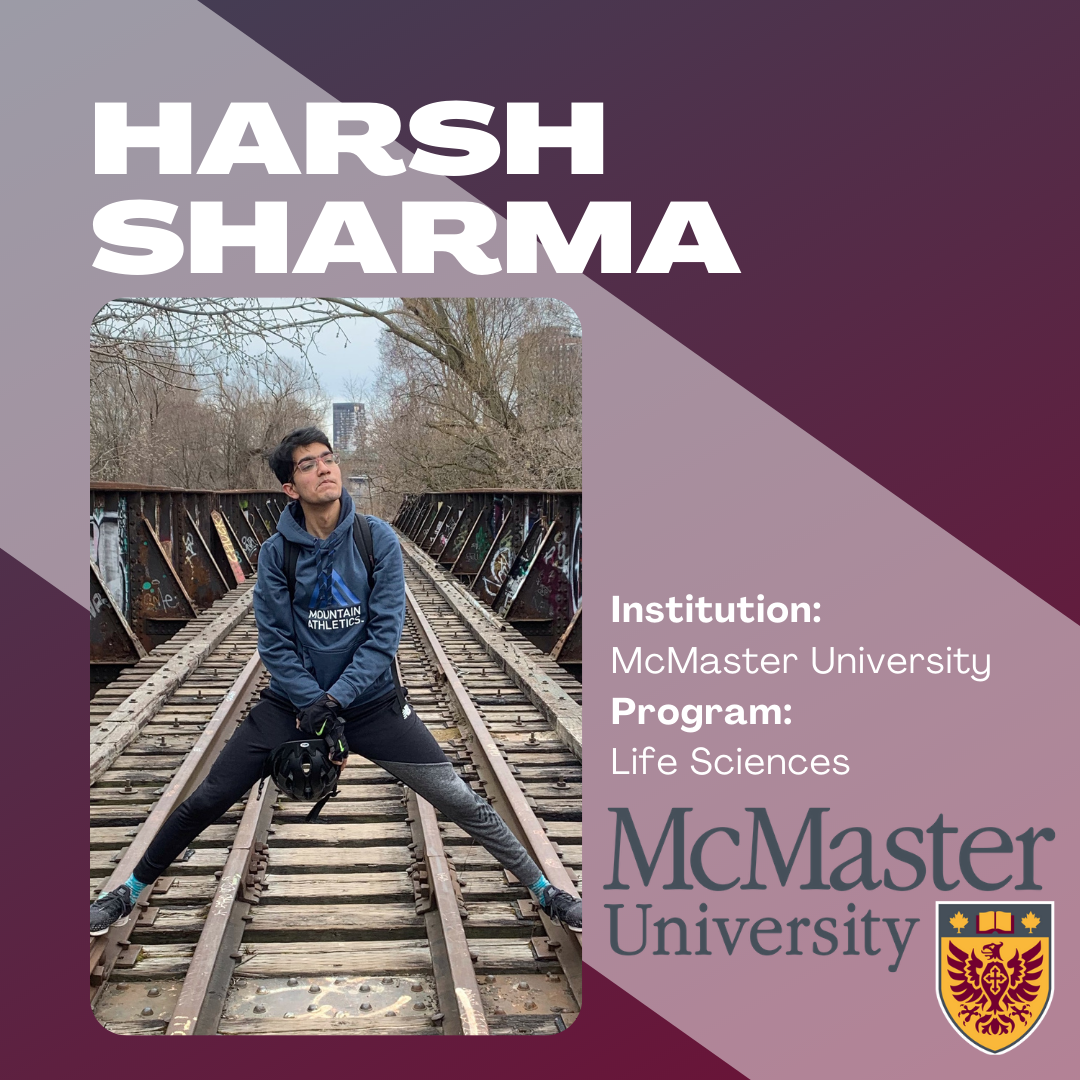 HARSH
SHARMA
MOUNTAIN
ATHLETICS
Institution:
McMaster University
Program:
Life Sciences
McMaster
University